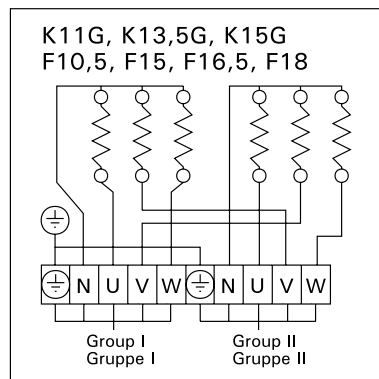 K11G, K13,5G, K15G
F10,5, F15, F16,5, F18
N U V W N U V W
Group I
Gruppe I
Group II
Gruppe II